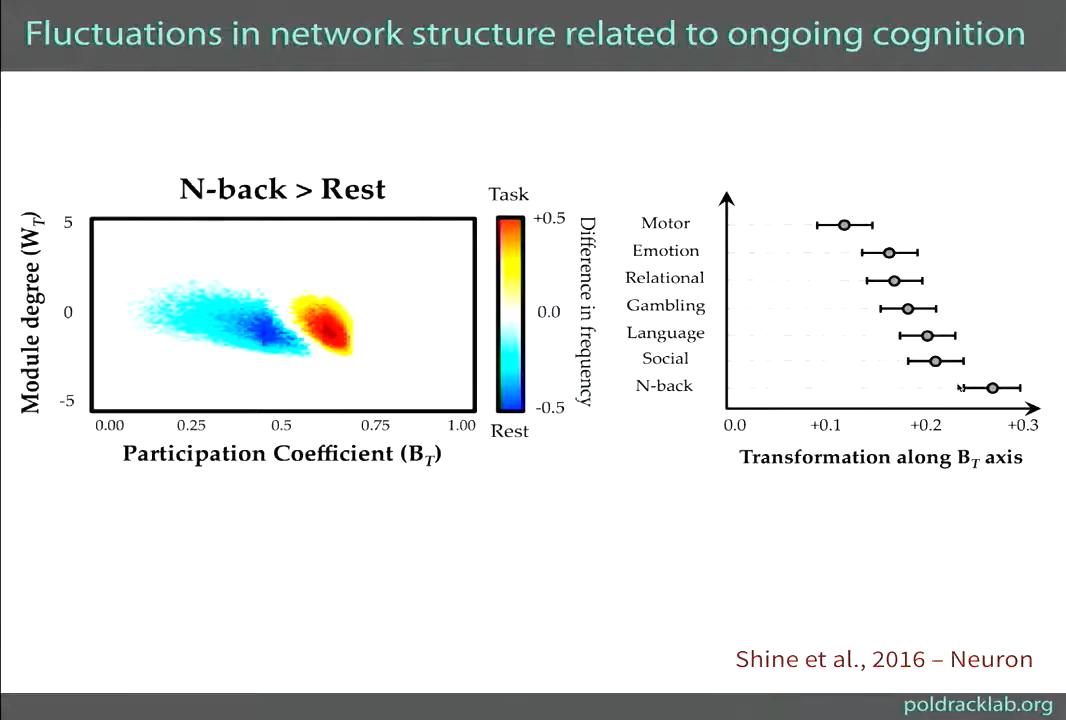 Fluctuations in network structure related to ongoing cognition
N-back > Rest
Module degree (WT)
5
0
-5
0.00 0.25 0.5 0.75 1.00
Participation Coefficient (BT)
Task
+0.5
0.0
-0.5
Rest
Difference in frequency
Motor
Emotion
Relational
Gambling
Language
Social
N-back
0.0 +0.1 +0.2 +0.3
Transformation along BT axis
Shine et al., 2016 – Neuron
poldracklab.org